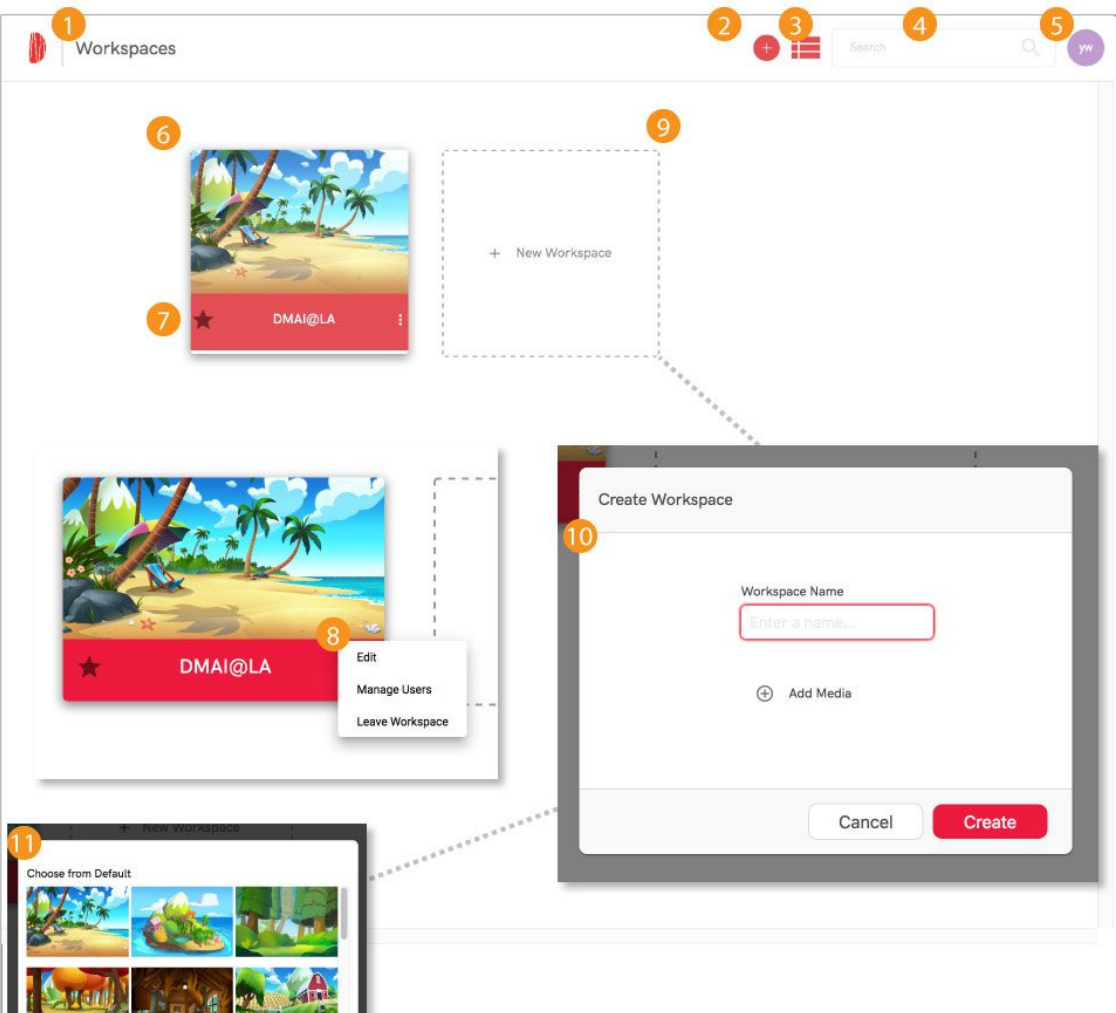 1
2
3
4
5
Workspaces
Search
yw
6
9
+ New Workspace
7
DMAI@LA
Create Workspace
10
Workspace Name
Enter a name...
Add Media
Cancel
Create
8
DMAI@LA
Edit
Manage Users
Leave Workspace
+ New Workspace
11
Choose from Default